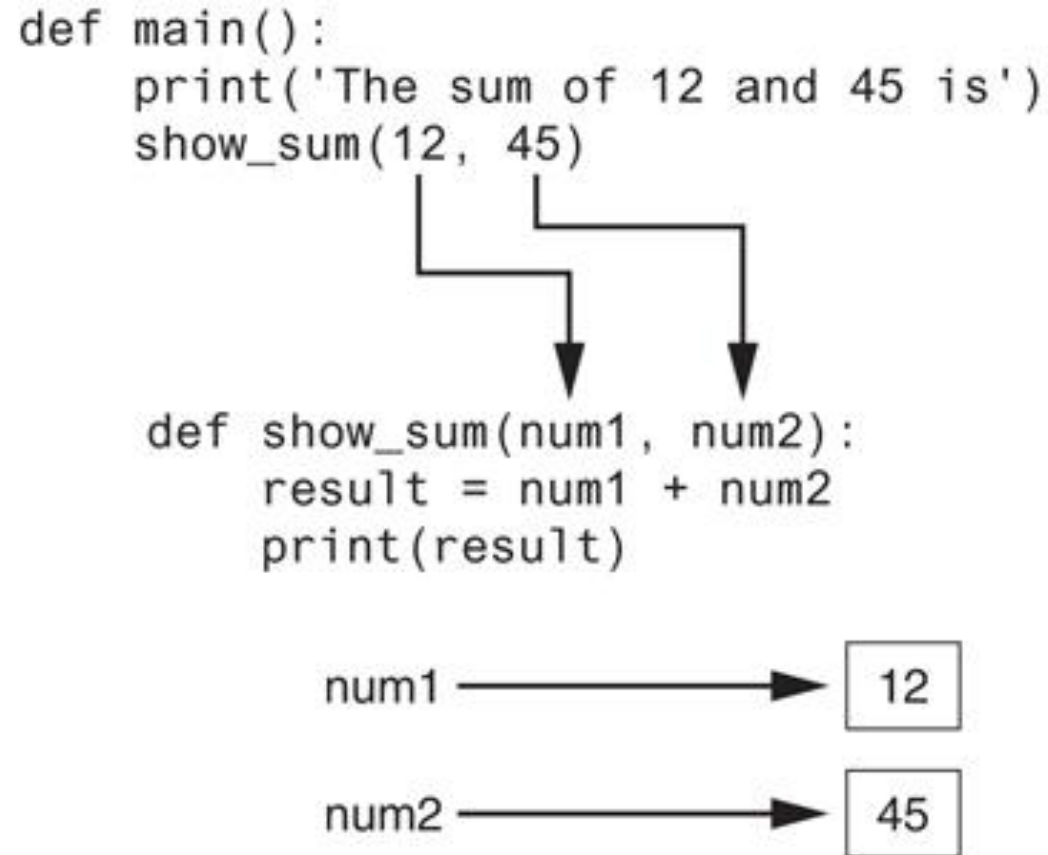 def main():
    print('The sum of 12 and 45 is')
    show_sum(12, 45)
def show_sum(num1, num2):
    result = num1 + num2
    print(result)
num1 12
num2 45